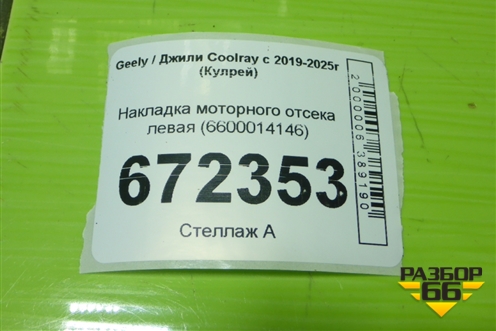 Geely / Джили Coolray с 2019-2025г
(Кулрей)
Накладка моторного отсека
левая (6600014146)
672353
Стеллаж А
2000006389190
РАЗБОР
66